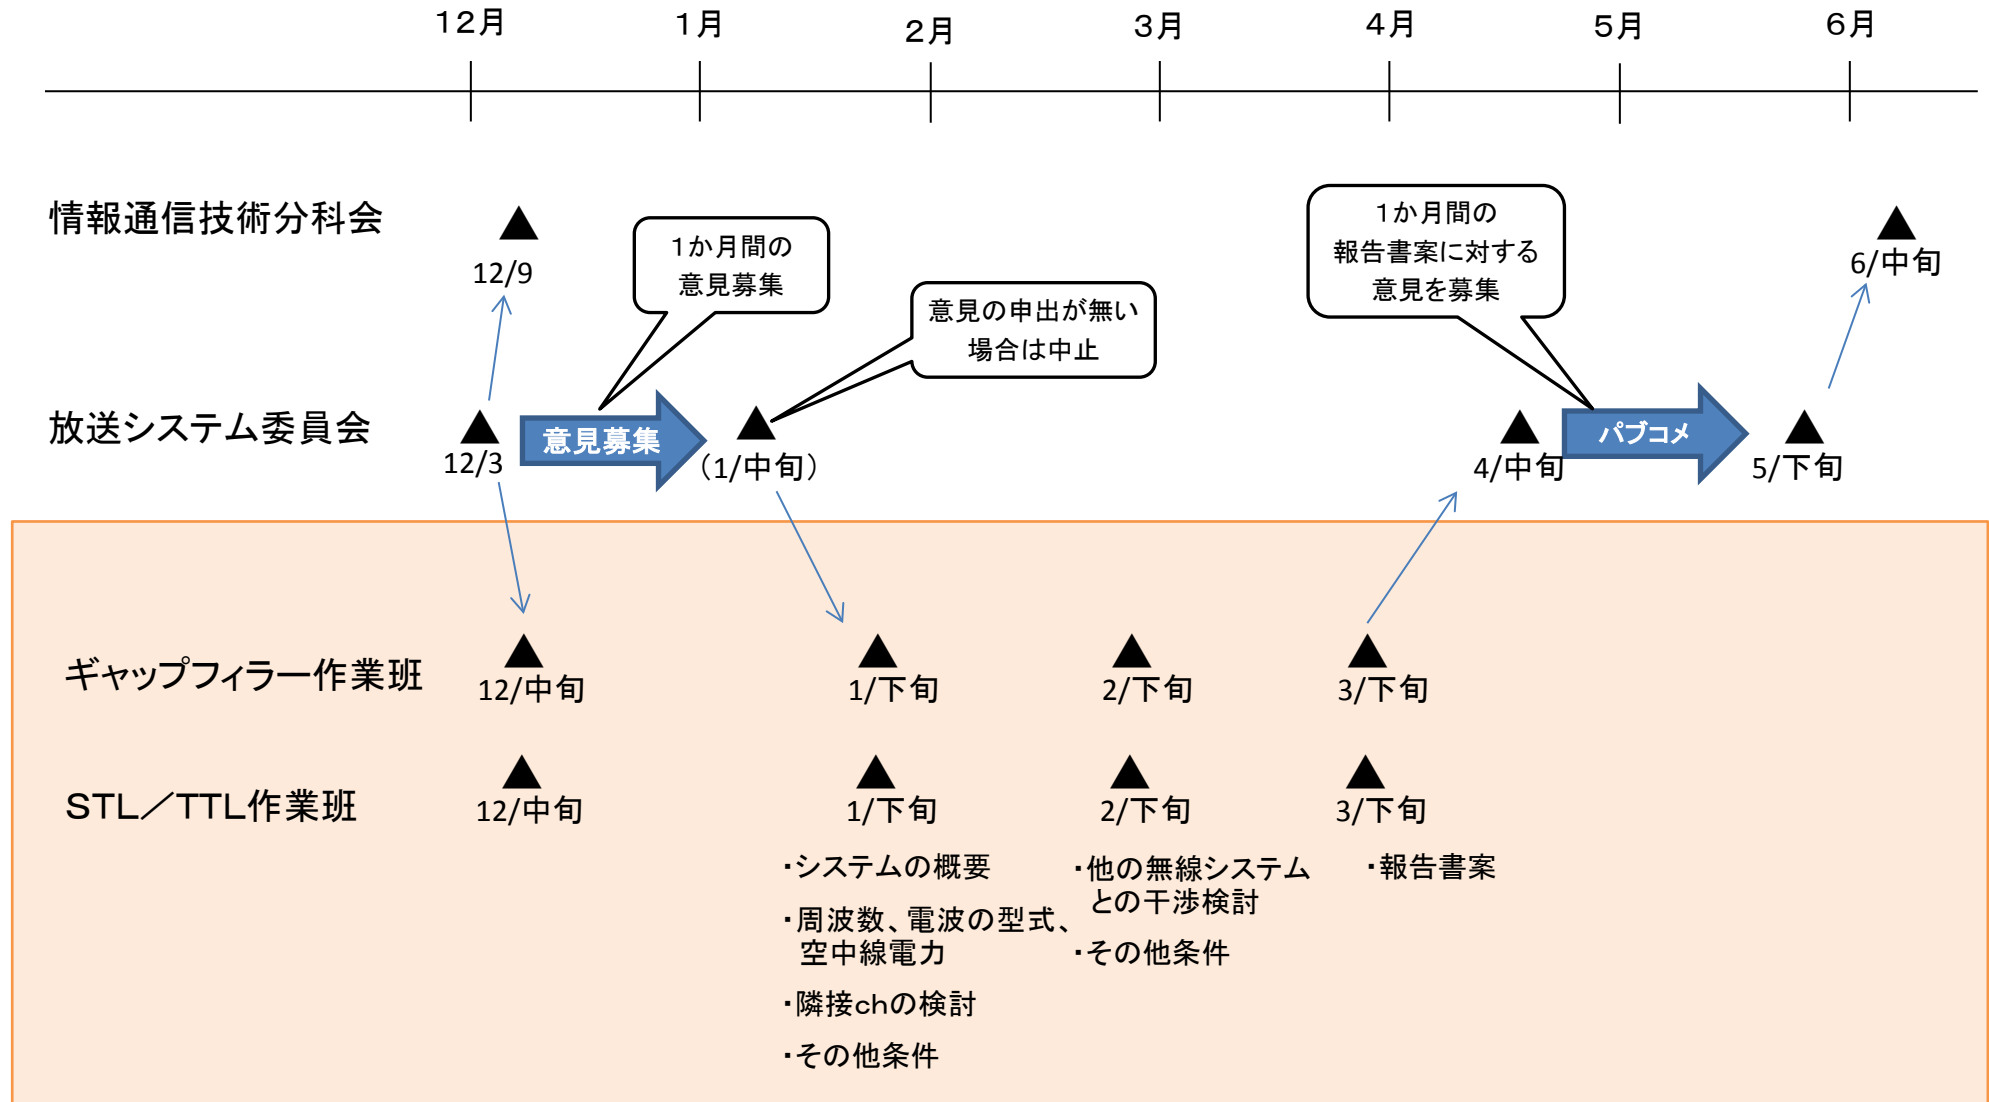 12月 1月 2月 3月 4月 5月 6月
情報通信技術分科会
12/9
6/中旬
1か月間の
意見募集
意見の申出が無い
場合は中止
1か月間の
報告書案に対する
意見を募集
放送システム委員会
12/3
意見募集
(1/中旬)
4/中旬
パブコメ
5/下旬
ギャップフィラー作業班
12/中旬 1/下旬 2/下旬 3/下旬
STL/TTL作業班
12/中旬 1/下旬 2/下旬 3/下旬
・システムの概要
・周波数、電波の型式、
空中線電力
・隣接chの検討
・その他条件
・他の無線システム
との干渉検討
・その他条件
・報告書案